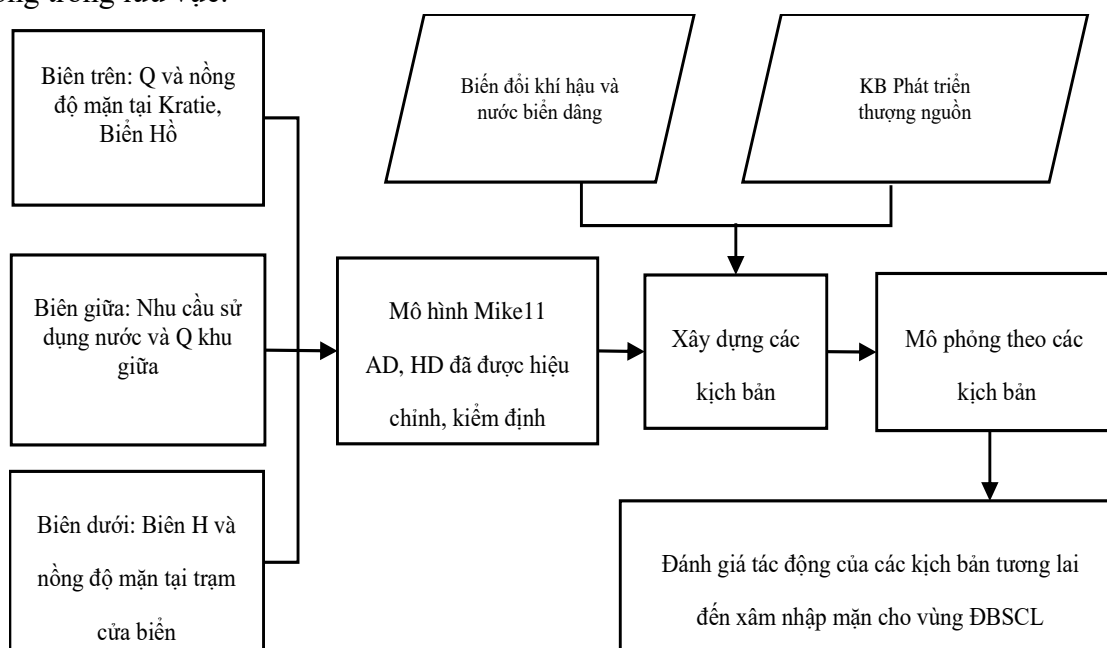 ông trong lưu vực.
Biên trên: Q và nồng
độ mặn tại Kratie,
Biển Hồ
Biến đổi khí hậu và
nước biển dâng
KB Phát triển
thượng nguồn
Biên giữa: Nhu cầu sử
dụng nước và Q khu
giữa
Mô hình Mike11
AD, HD đã được hiệu
chỉnh, kiểm định
Xây dựng các
kịch bản
Mô phỏng theo các
kịch bản
Biên dưới: Biên H và
nồng độ mặn tại trạm
cửa biển
Đánh giá tác động của các kịch bản tương lai
đến xâm nhập mặn cho vùng ĐBSCL